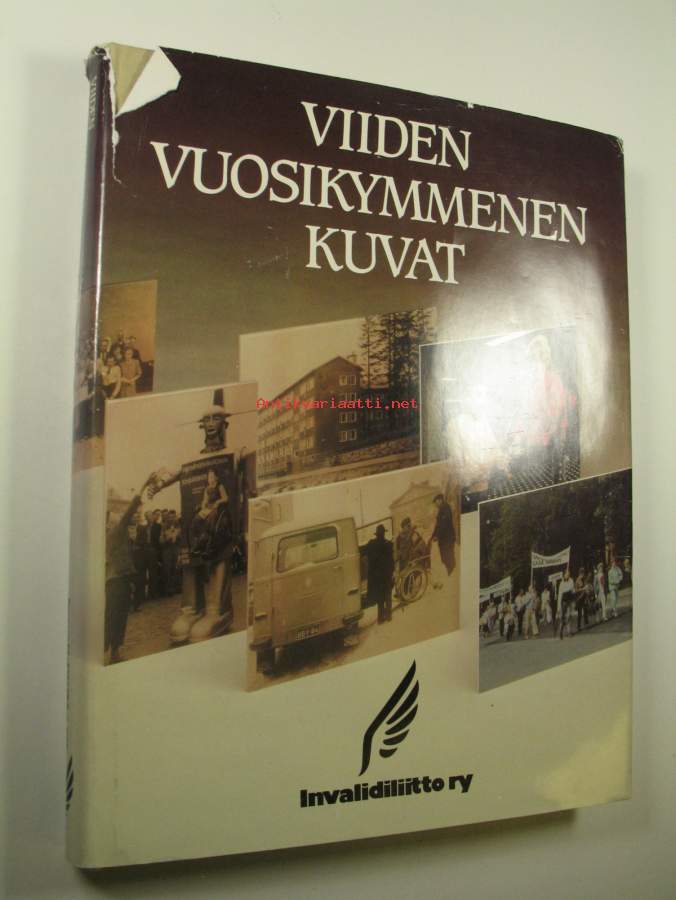 VIIDEN
VUOSIKYMMENEN
KUVAT
Antikvariaatti.net
Invalidiliitto ry